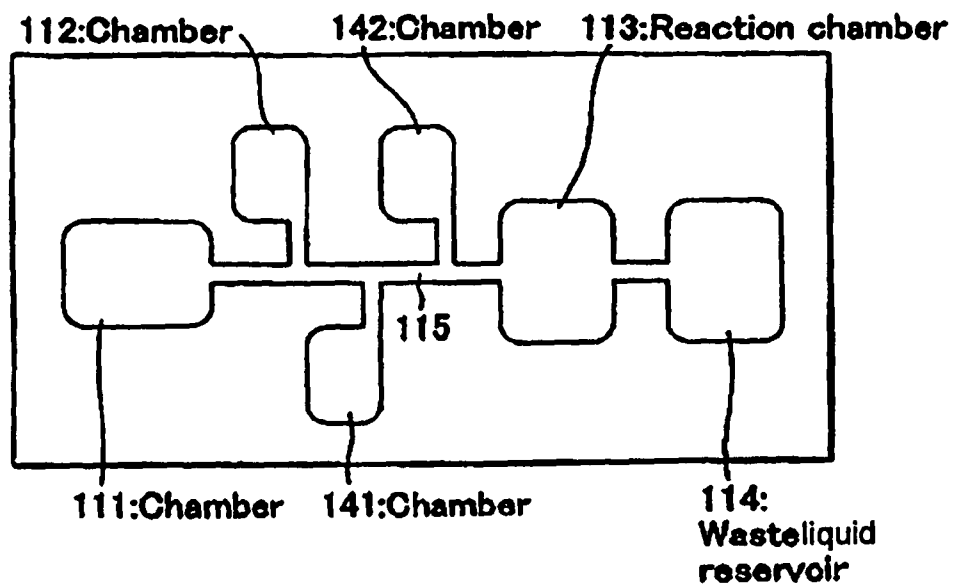 112:Chamber
142:Chamber
113:Reaction chamber
115
111:Chamber
141:Chamber
114:
Wasteliquid
reservoir